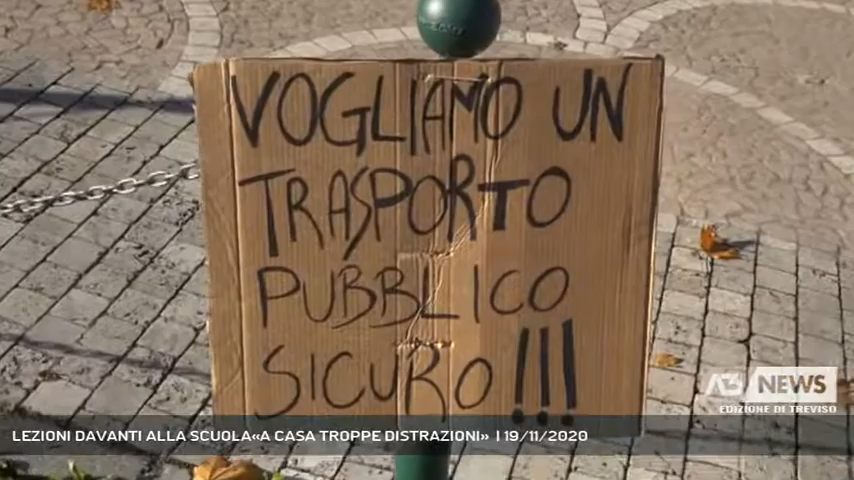 VOGLIAMO UN
TRASPORTO
PUBBLICO
SICURO!!!
A3 NEWS
EDIZIONE DI TREVISO
LEZIONI DAVANTI ALLA SCUOLA«A CASA TROPPE DISTRAZIONI» | 19/11/2020